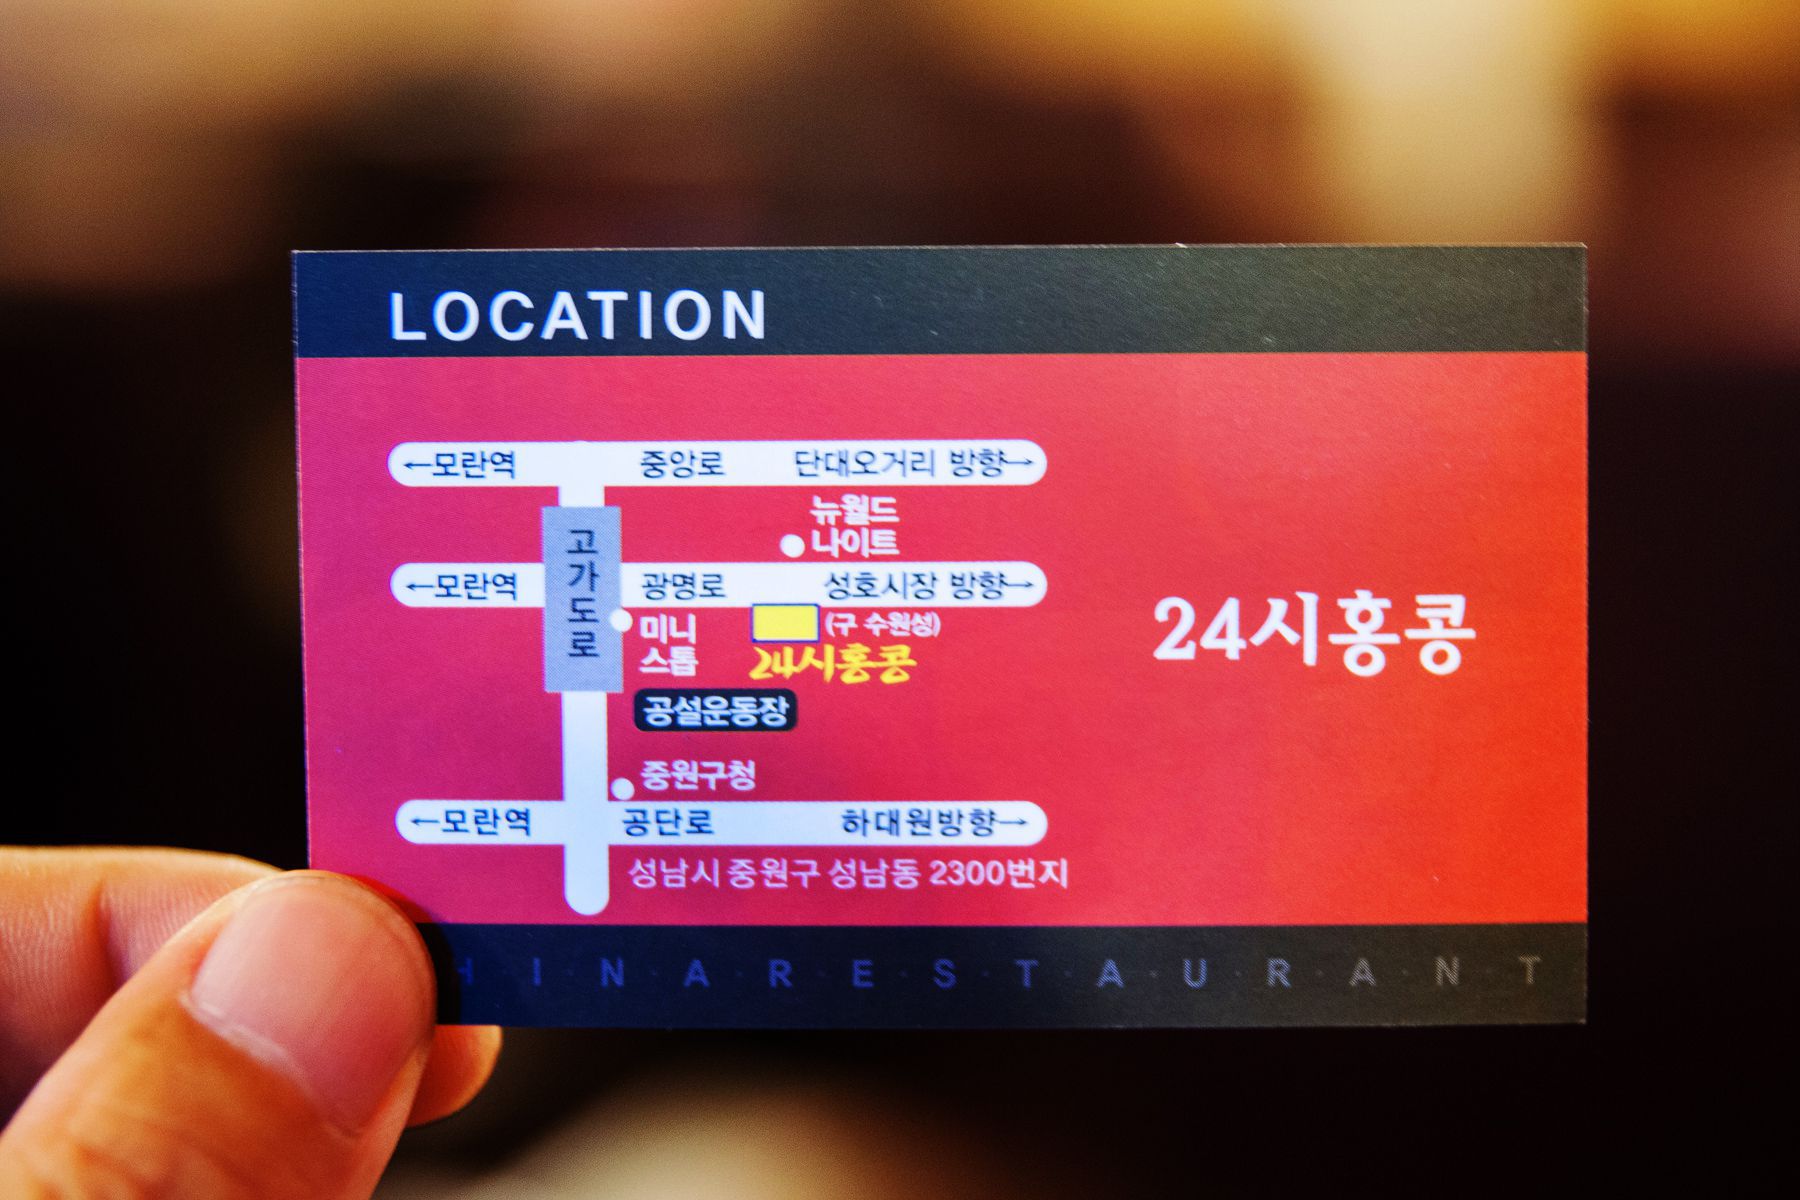 LOCATION
←모란역 중앙로 단대오거리 방향→
뉴월드
나이트
고가도로
←모란역 광명로 성호시장 방향→
미니
스톱
(구 수원성)
24시홍콩
24시홍콩
공설운동장
중원구청
←모란역 공단로 하대원방향→
성남시 중원구 성남동 2300번지
H·I·N·A·R·E·S·T·A·U·R·A·N·T